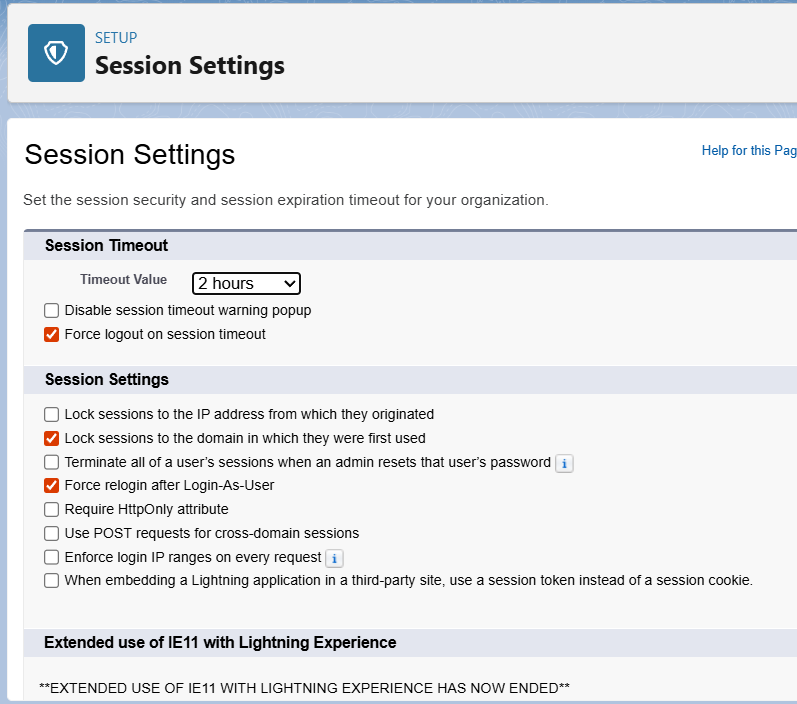 SETUP
Session Settings
Session Settings
Help for this Pag
Set the session security and session expiration timeout for your organization.
Session Timeout
Timeout Value 2 hours
Disable session timeout warning popup
Force logout on session timeout
Session Settings
Lock sessions to the IP address from which they originated
Lock sessions to the domain in which they were first used
Terminate all of a user's sessions when an admin resets that user's password i
Force relogin after Login-As-User
Require HttpOnly attribute
Use POST requests for cross-domain sessions
Enforce login IP ranges on every request i
When embedding a Lightning application in a third-party site, use a session token instead of a session cookie.
Extended use of IE11 with Lightning Experience
**EXTENDED USE OF IE11 WITH LIGHTNING EXPERIENCE HAS NOW ENDED**